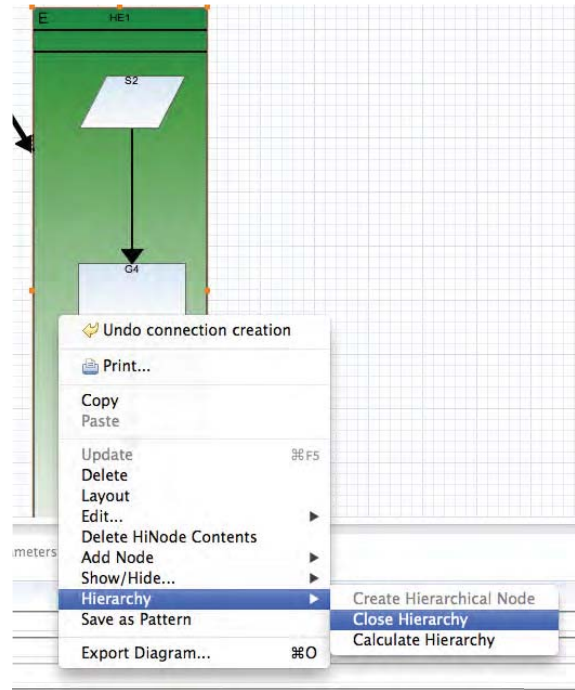 E HE1
S2
G4
Undo connection creation
Print...
Copy
Paste
Update ⌘F5
Delete
Layout
Edit...
Delete HiNode Contents
Add Node
Show/Hide...
Hierarchy
Save as Pattern
Export Diagram... ⌘O
Create Hierarchical Node
Close Hierarchy
Calculate Hierarchy